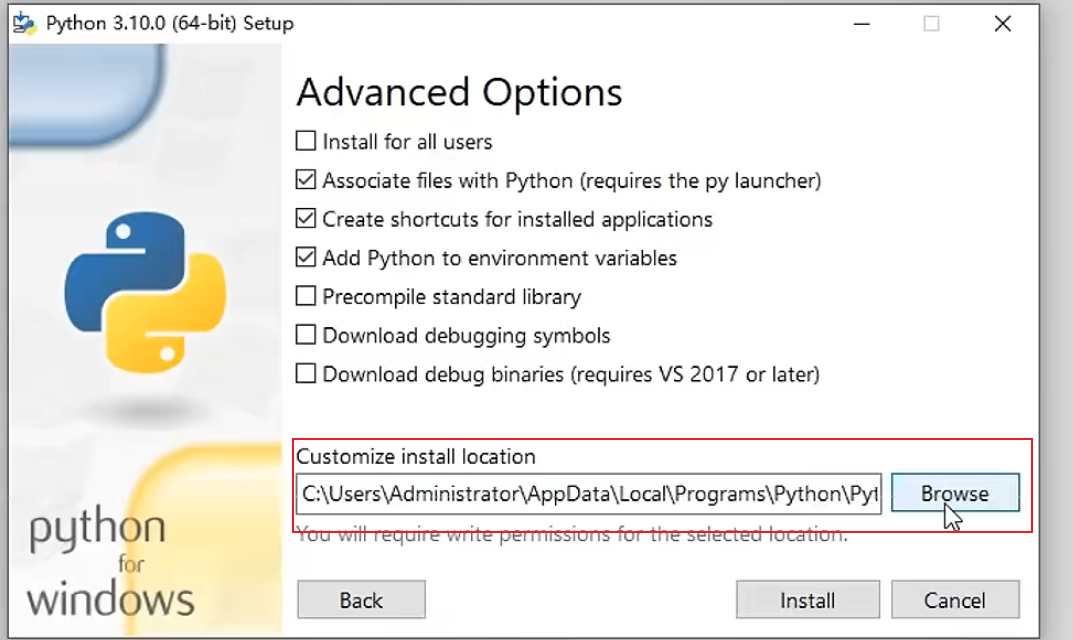 Python 3.10.0 (64-bit) Setup
Advanced Options
Install for all users
Associate files with Python (requires the py launcher)
Create shortcuts for installed applications
Add Python to environment variables
Precompile standard library
Download debugging symbols
Download debug binaries (requires VS 2017 or later)
Customize install location
C:\Users\Administrator\AppData\Local\Programs\Python\Pyt
Browse
You will require write permissions for the selected location.
python
for
windows
Back
Install
Cancel